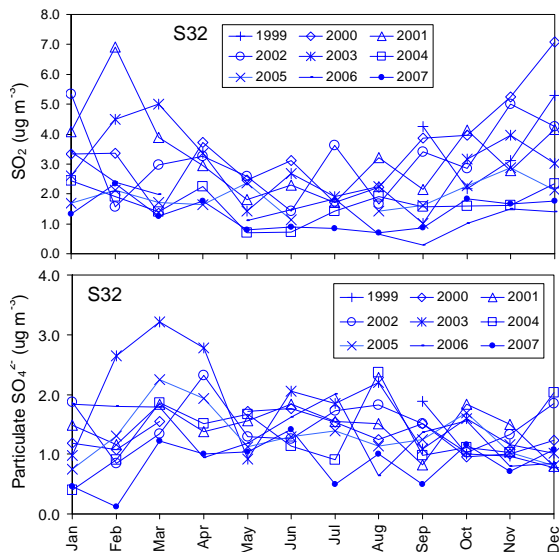 S32
1999 2000 2001
2002 2003 2004
2005 2006 2007
8.0
7.0
6.0
5.0
4.0
3.0
2.0
1.0
0.0
SO₂ (ug m⁻³)
S32
1999 2000 2001
2002 2003 2004
2005 2006 2007
4.0
3.0
2.0
1.0
0.0
Particulate SO₄²⁻ (ug m⁻³)
Jan Feb Mar Apr May Jun Jul Aug Sep Oct Nov Dec